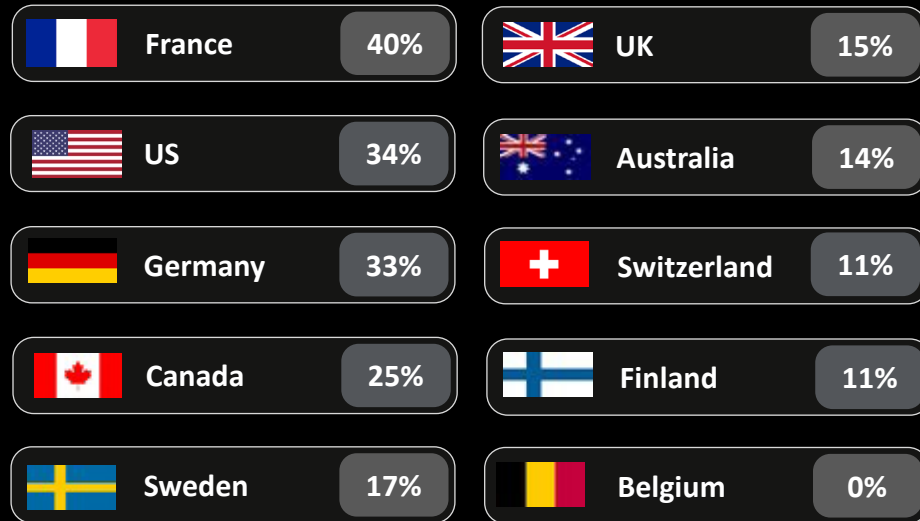 France 40%
US 34%
Germany 33%
Canada 25%
Sweden 17%
UK 15%
Australia 14%
Switzerland 11%
Finland 11%
Belgium 0%